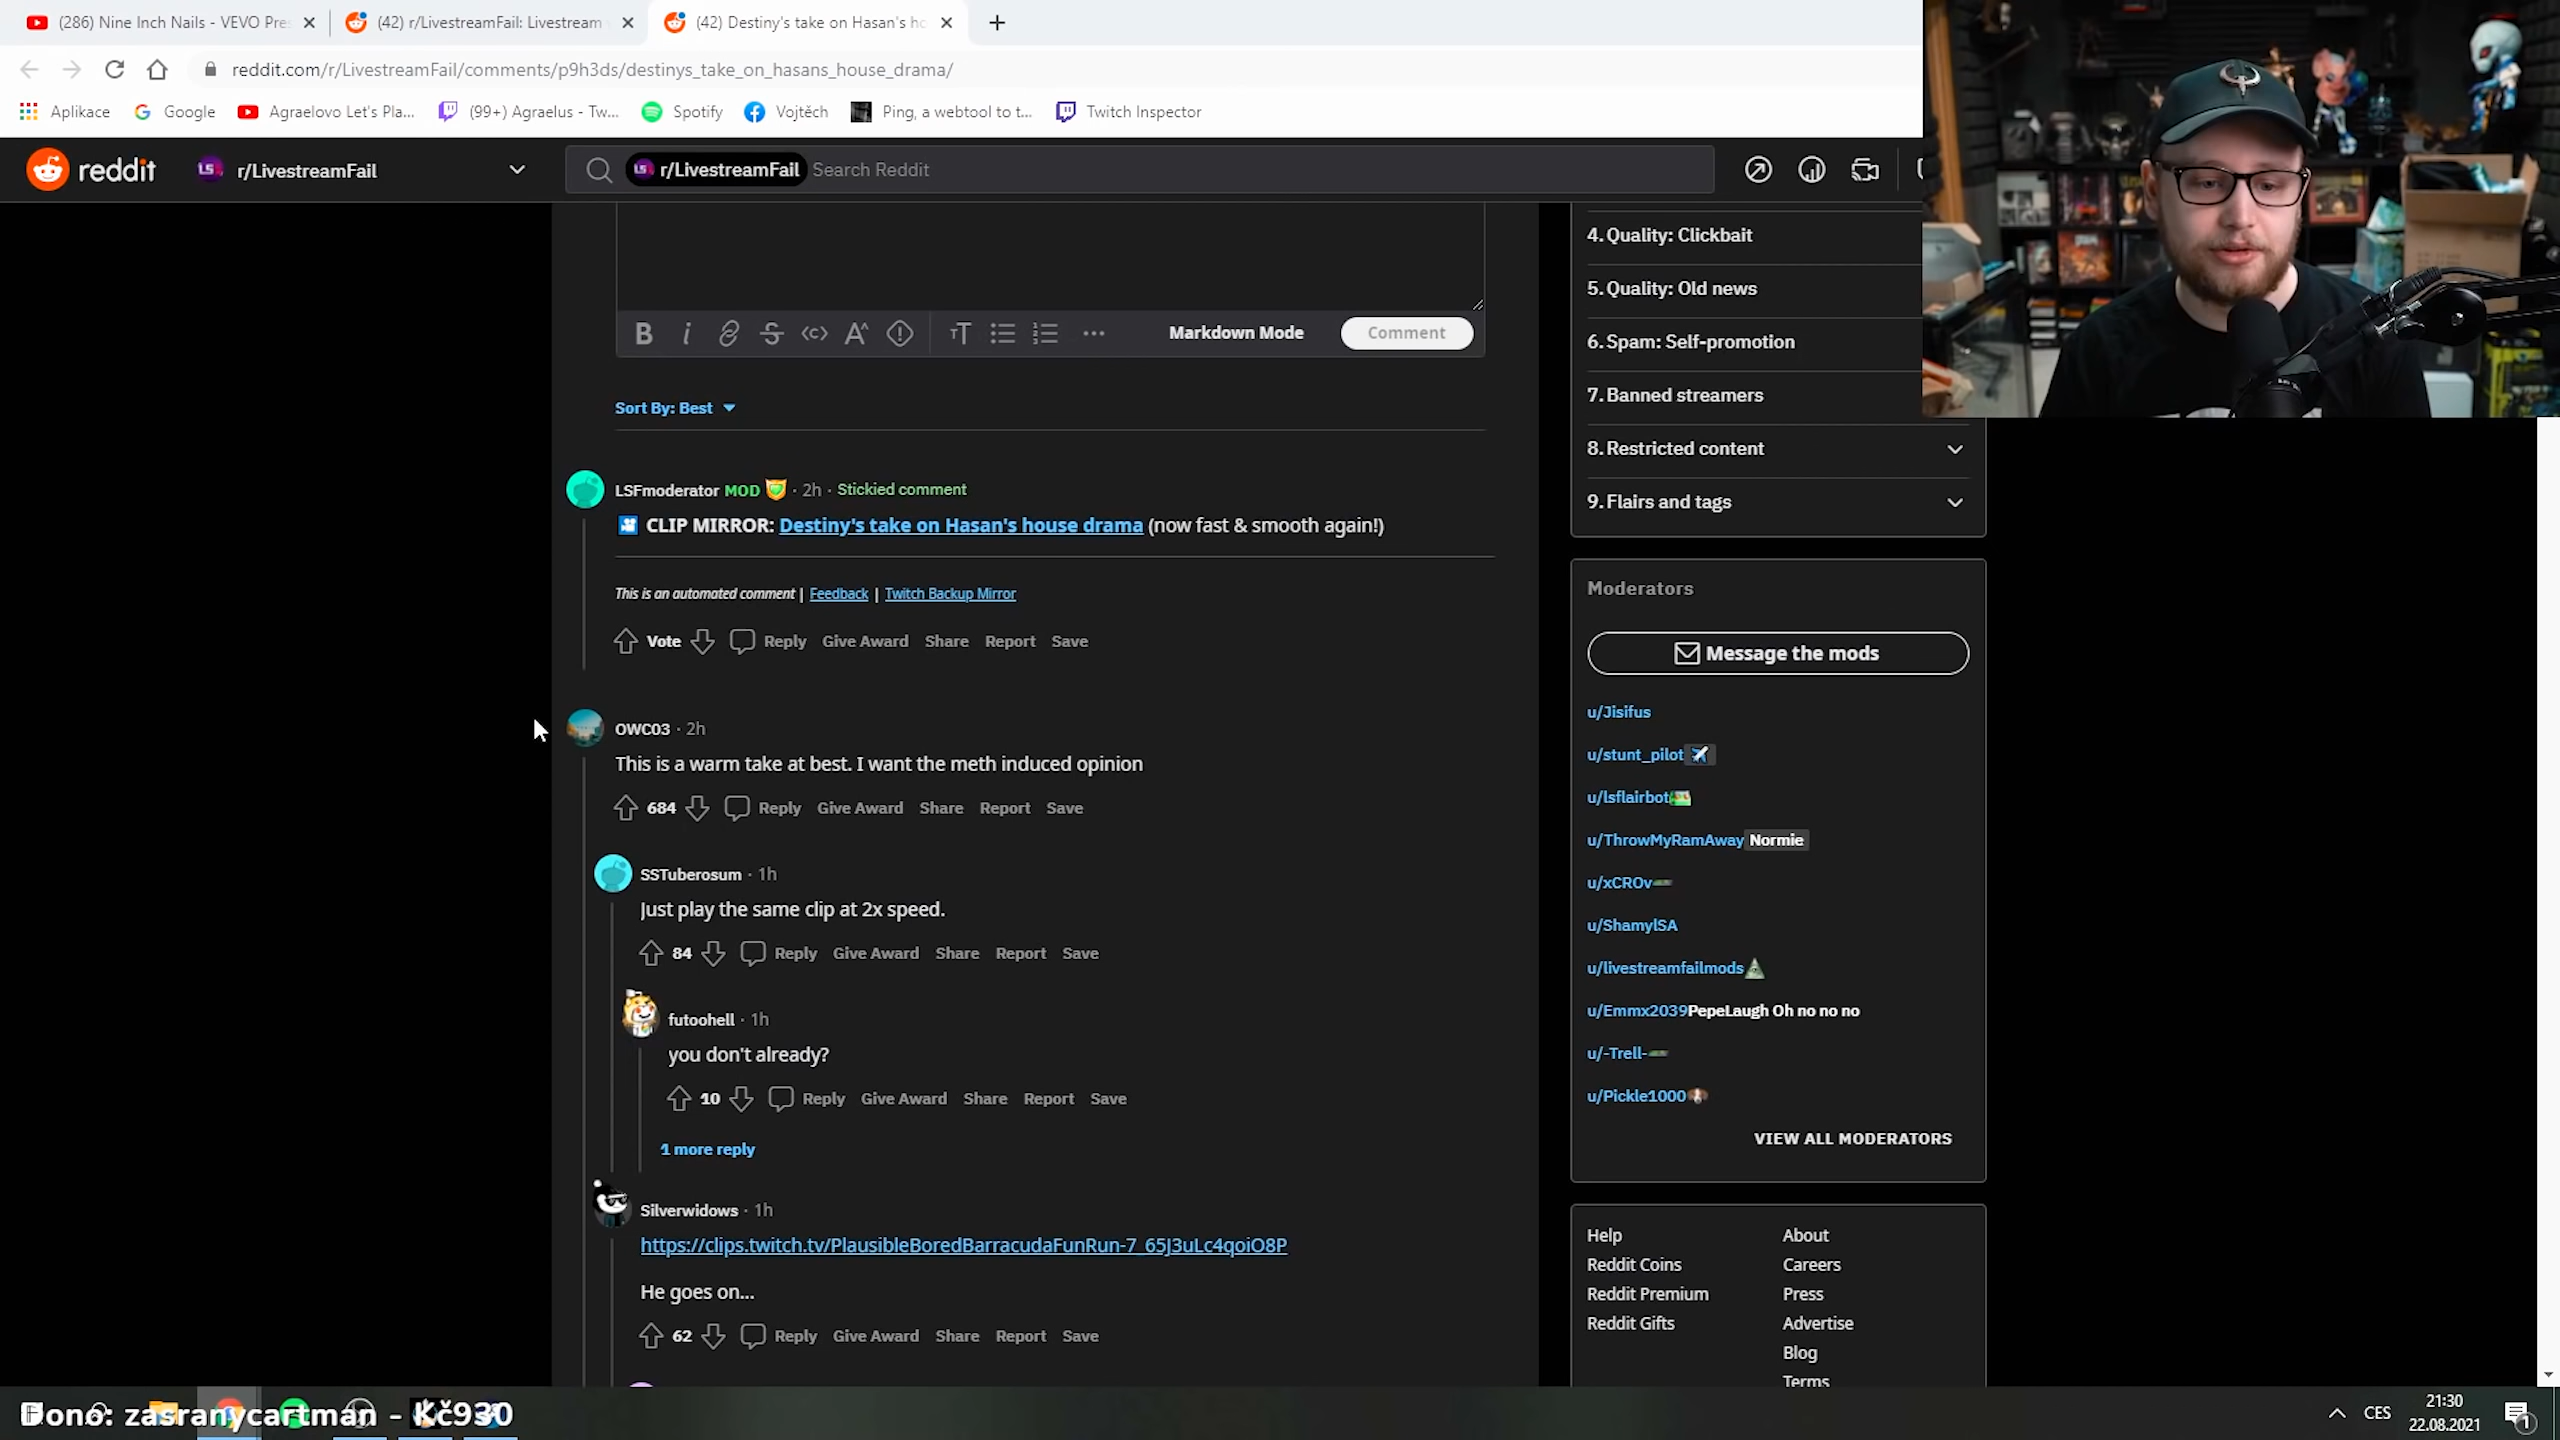 (286) Nine Inch Nails - VEVO Pre
(42) r/LivestreamFail: Livestream
(42) Destiny's take on Hasan's ho
reddit.com/r/LivestreamFail/comments/p9h3ds/destinys_take_on_hasans_house_drama/
Aplikace
Google
Agraelovo Let's Pla...
(99+) Agraelus - Tw...
Spotify
Vojtěch
Ping, a webtool to t...
Twitch Inspector
reddit
r/LivestreamFail
r/LivestreamFail
Search Reddit
Markdown Mode
Comment
Sort By: Best
LSFmoderator MOD · 2h · Stickied comment
CLIP MIRROR: Destiny's take on Hasan's house drama (now fast & smooth again!)
This is an automated comment | Feedback | Twitch Backup Mirror
Vote Reply Give Award Share Report Save
OWC03 · 2h
This is a warm take at best. I want the meth induced opinion
684 Reply Give Award Share Report Save
SSTuberosum · 1h
Just play the same clip at 2x speed.
84 Reply Give Award Share Report Save
futoohell · 1h
you don't already?
10 Reply Give Award Share Report Save
1 more reply
Silverwidows · 1h
https://clips.twitch.tv/PlausibleBoredBarracudaFunRun-7_65J3uLc4qoiO8P
He goes on...
62 Reply Give Award Share Report Save
4. Quality: Clickbait
5. Quality: Old news
6. Spam: Self-promotion
7. Banned streamers
8. Restricted content
9. Flairs and tags
Moderators
Message the mods
u/Jisifus
u/stunt_pilot
u/lsflairbot
u/ThrowMyRamAway Normie
u/xCROv
u/ShamylSA
u/livestreamfailmods
u/Emmx2039 PepeLaugh Oh no no no
u/-Trell-
u/Pickle1000
VIEW ALL MODERATORS
Help
Reddit Coins
Reddit Premium
Reddit Gifts
About
Careers
Press
Advertise
Blog
Terms
Dono: zasranycartman - Kč930
CES
21:30
22.08.2021
1